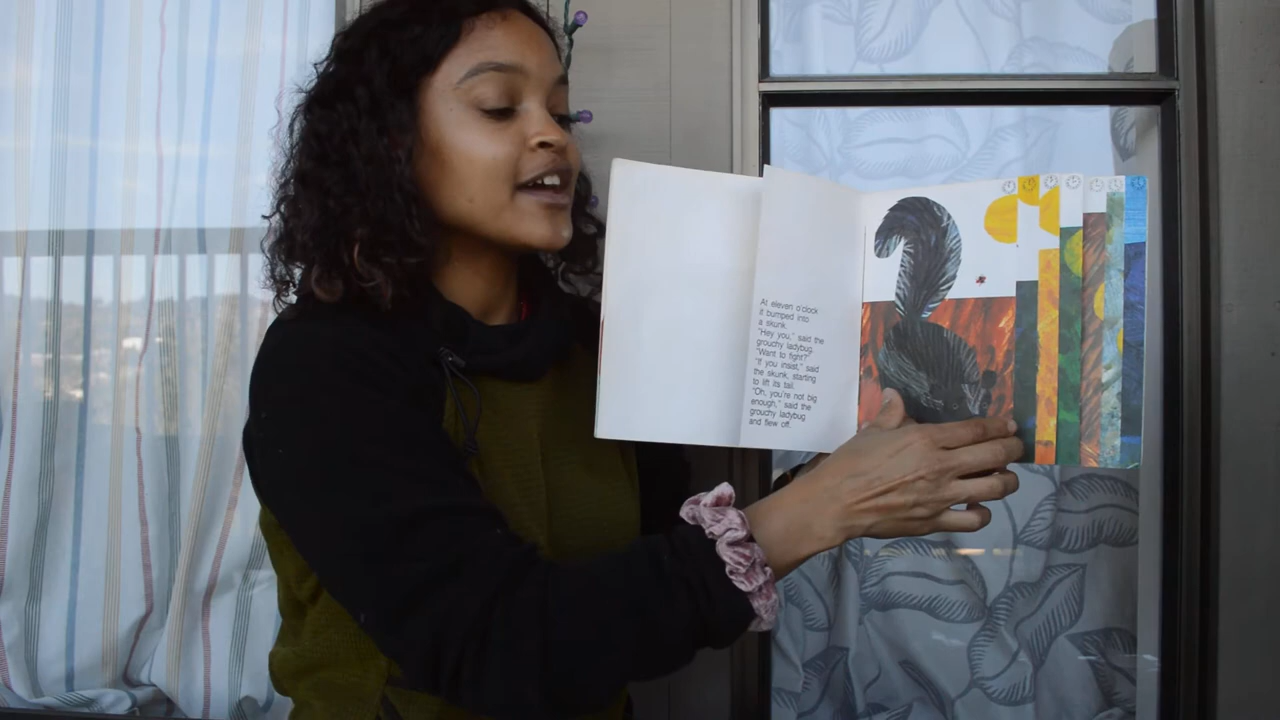 At eleven o'clock
it bumped into
a skunk.
"Hey you," said the
grouchy ladybug.
"Want to fight?"
"If you insist," said
the skunk, starting
to lift its tail.
"Oh, you're not big
enough," said the
grouchy ladybug
and flew off.